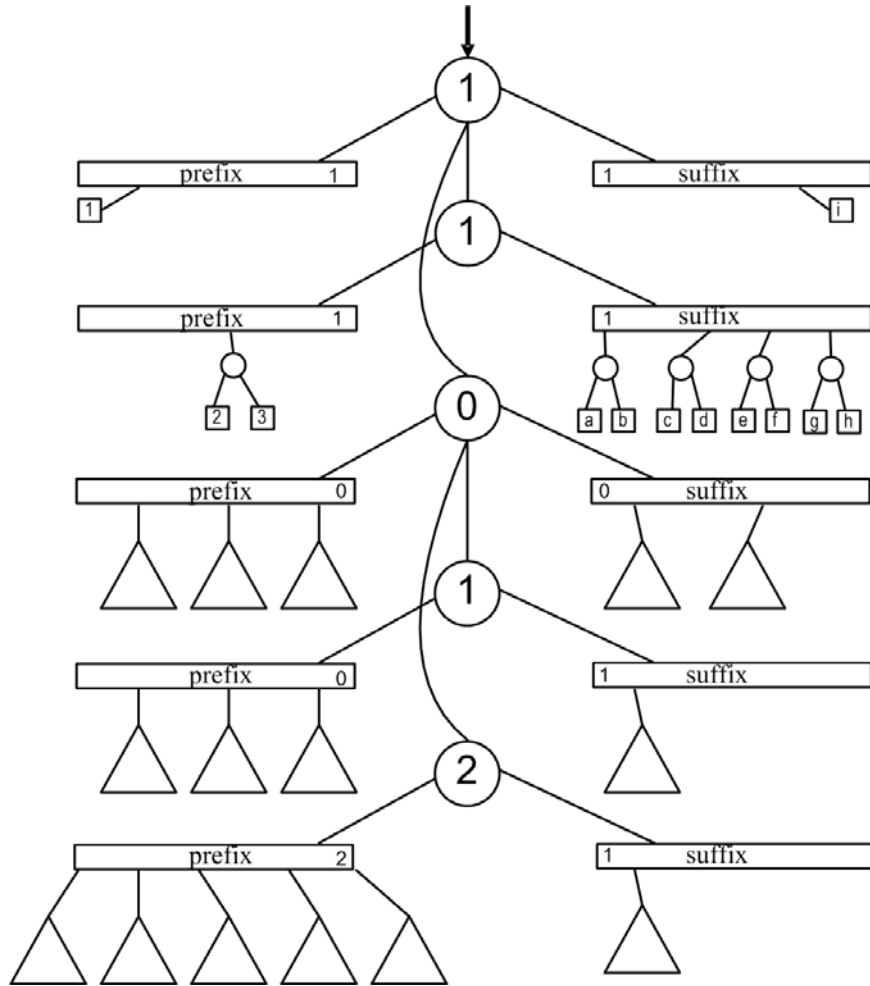 1
prefix 1
1 suffix
1
i
1
prefix 1
1 suffix
2 3
a b c d e f g h
0
prefix 0
0 suffix
1
prefix 0
1 suffix
2
prefix 2
1 suffix